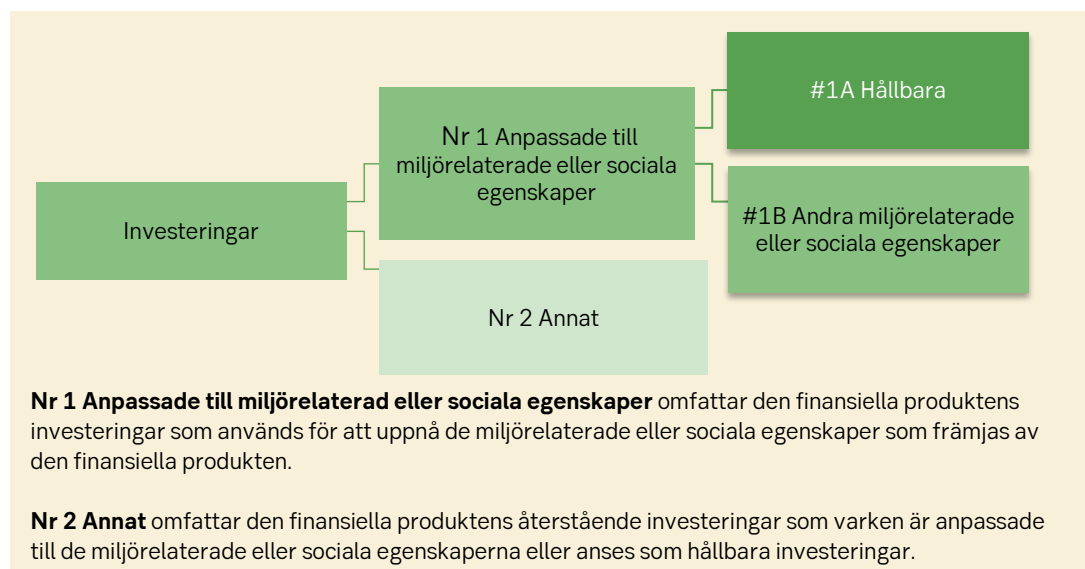 #1A Hållbara
Nr 1 Anpassade till
miljörelaterade eller sociala
egenskaper
Investeringar
#1B Andra miljörelaterade
eller sociala egenskaper
Nr 2 Annat
Nr 1 Anpassade till miljörelaterad eller sociala egenskaper omfattar den finansiella produktens
investeringar som används för att uppnå de miljörelaterade eller sociala egenskaper som främjas av
den finansiella produkten.
Nr 2 Annat omfattar den finansiella produktens återstående investeringar som varken är anpassade
till de miljörelaterade eller sociala egenskaperna eller anses som hållbara investeringar.